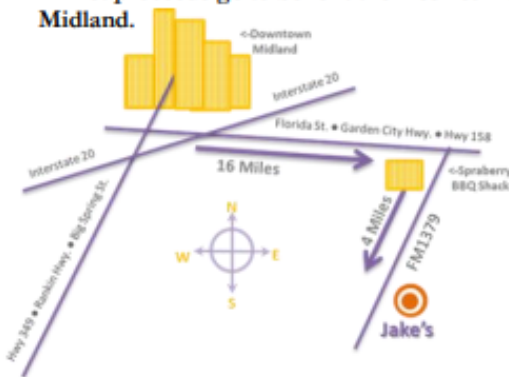 Midland.
<-Downtown
Midland
Interstate 20
Florida St. • Garden City Hwy. • Hwy 158
Interstate 20
16 Miles
<-Spraberry
BBQ Shack
4 Miles
FM1379
Hwy 349 • Rankin Hwy. • Big Spring St.
N
W
E
S
Jake's